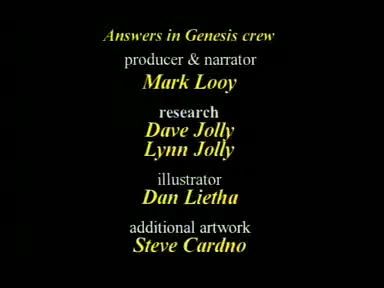 Answers in Genesis crew
producer & narrator
Mark Looy
research
Dave Jolly
Lynn Jolly
illustrator
Dan Lietha
additional artwork
Steve Cardno